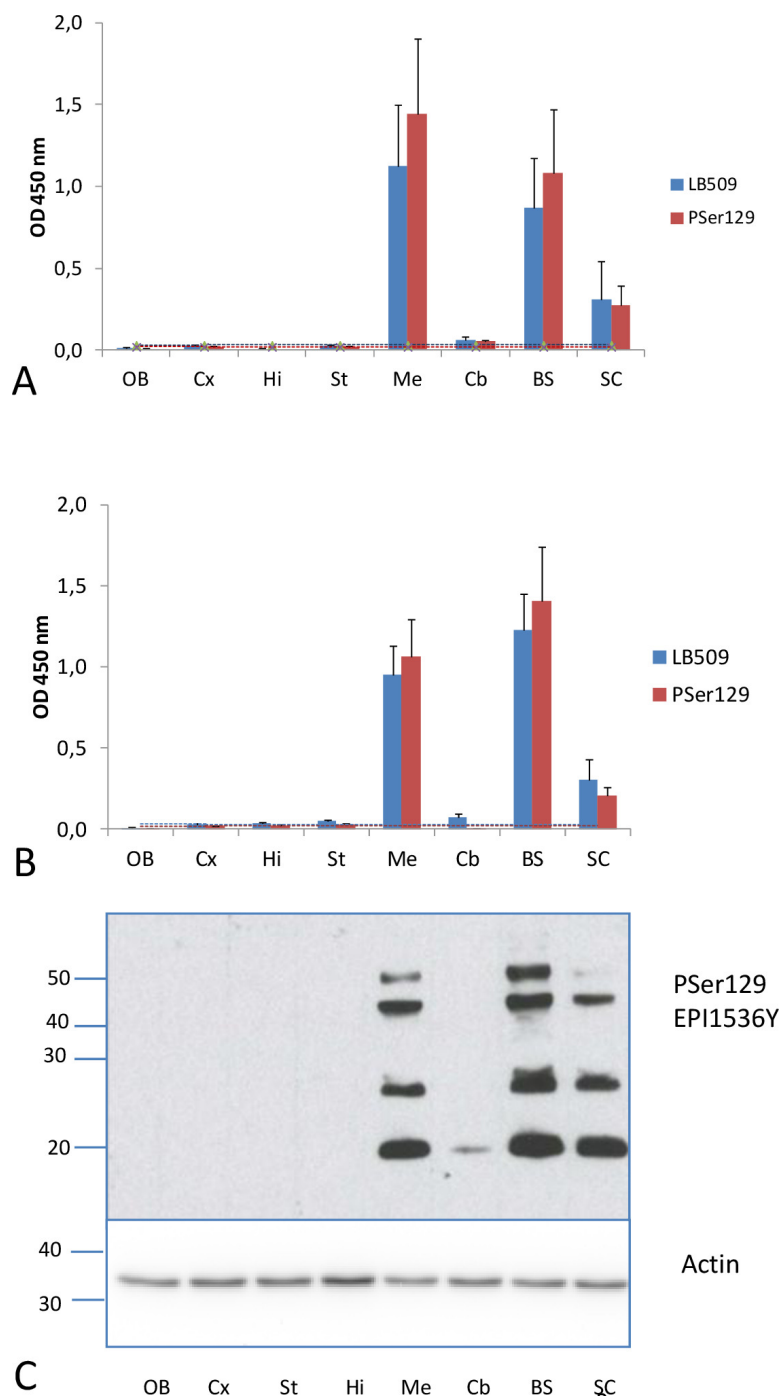 2,0
1,5
1,0
0,5
0,0
OD 450 nm
LB509
PSer129
OB Cx Hi St Me Cb BS SC
A
2,0
1,5
1,0
0,5
0,0
OD 450 nm
LB509
PSer129
OB Cx Hi St Me Cb BS SC
B
50
40
30
20
PSer129
EPI1536Y
40
30
Actin
OB Cx St Hi Me Cb BS SC
C